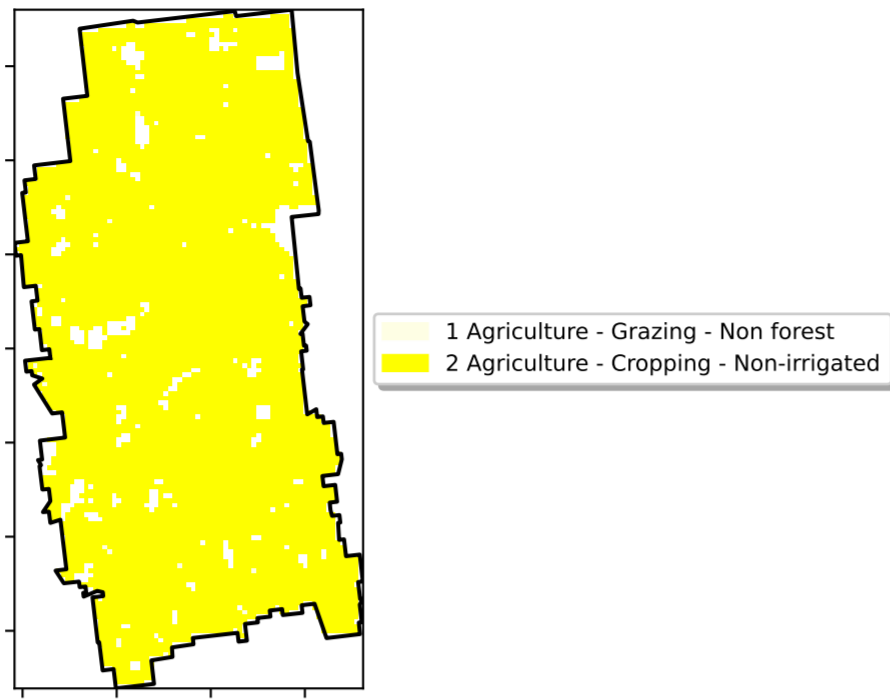 1 Agriculture - Grazing - Non forest
2 Agriculture - Cropping - Non-irrigated